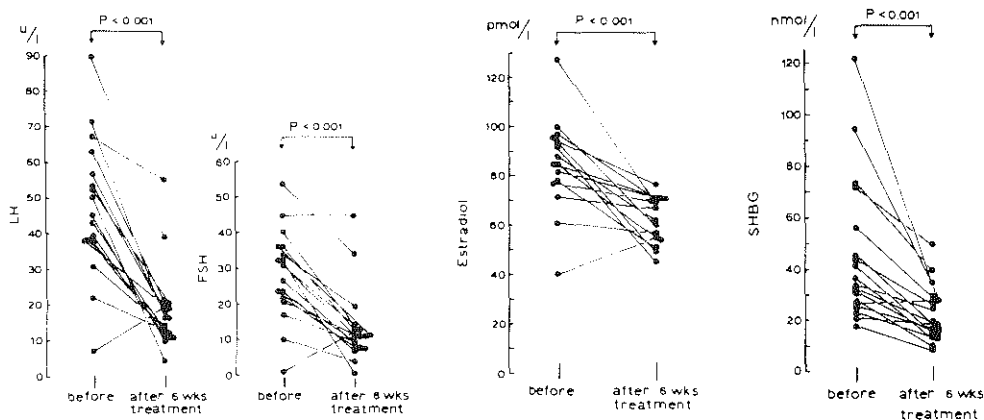 P < 0.001
u/l
90
80
70
60
50
40
30
20
10
0
LH
before
after 6 wks
treatment
P < 0.001
u/l
60
50
40
30
20
10
0
FSH
before
after 6 wks
treatment
P < 0.001
pmol/l
120
100
80
60
40
20
0
Estradiol
before
after 6 wks
treatment
P < 0.001
nmol/l
120
100
80
60
40
20
0
SHBG
before
after 6 wks
treatment